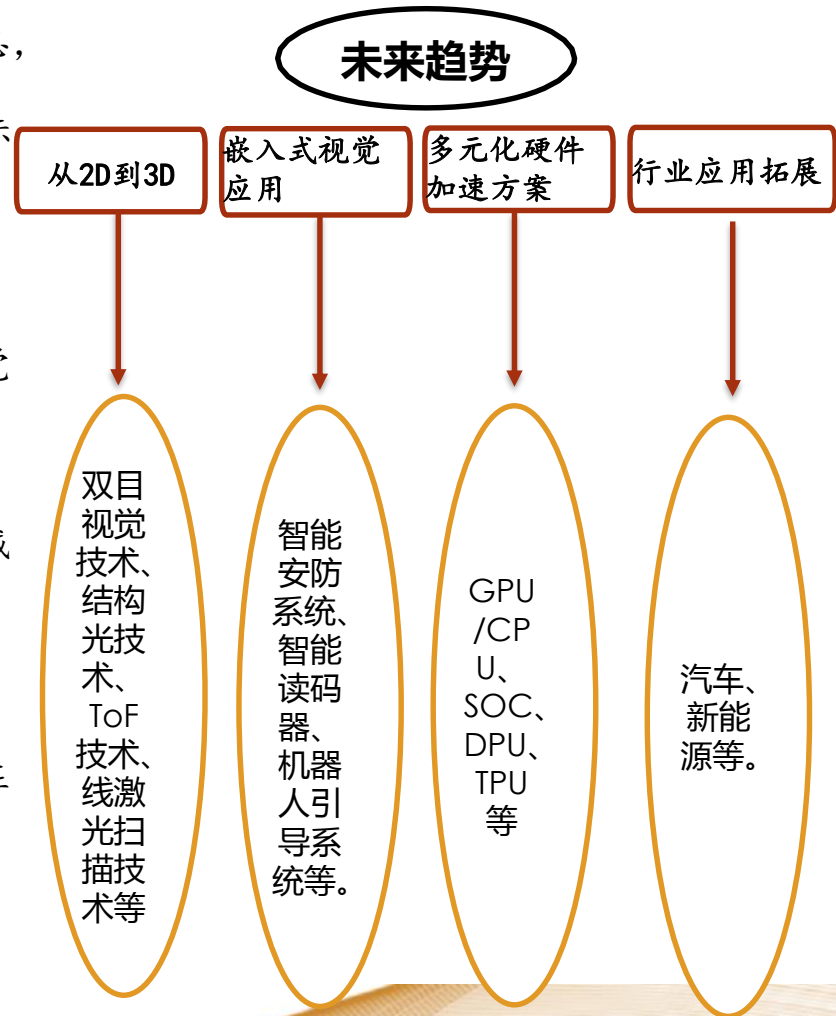 未来趋势
从2D到3D
嵌入式视觉
应用
多元化硬件
加速方案
行业应用拓展
双目
视觉
技术、
结构
光技
术、
ToF
技术、
线激
光扫
描技
术等
智能
安防
系统、
智能
读码
器、
机器
人引
导系
统等。
GPU
/CP
U、
SOC、
DPU、
TPU
等
汽车、
新能
源等。